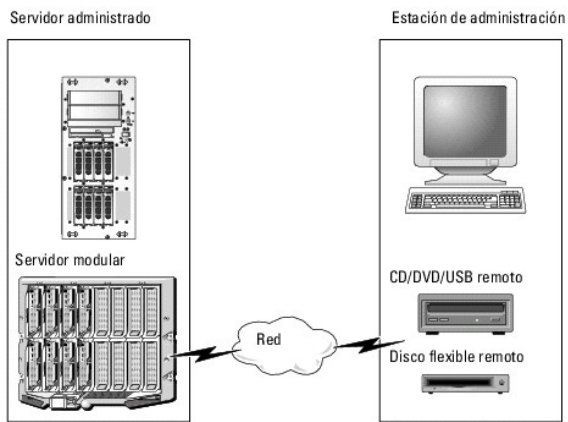 Servidor administrado
Estación de administración
Servidor modular
CD/DVD/USB remoto
Red
Disco flexible remoto